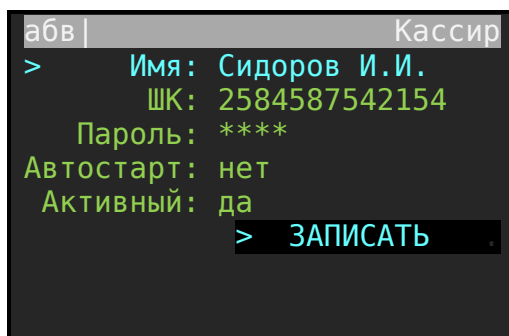 абв| Кассир
> Имя: Сидоров И.И.
ШК: 2584587542154
Пароль: ****
Автостарт: нет
Активный: да
> ЗАПИСАТЬ .